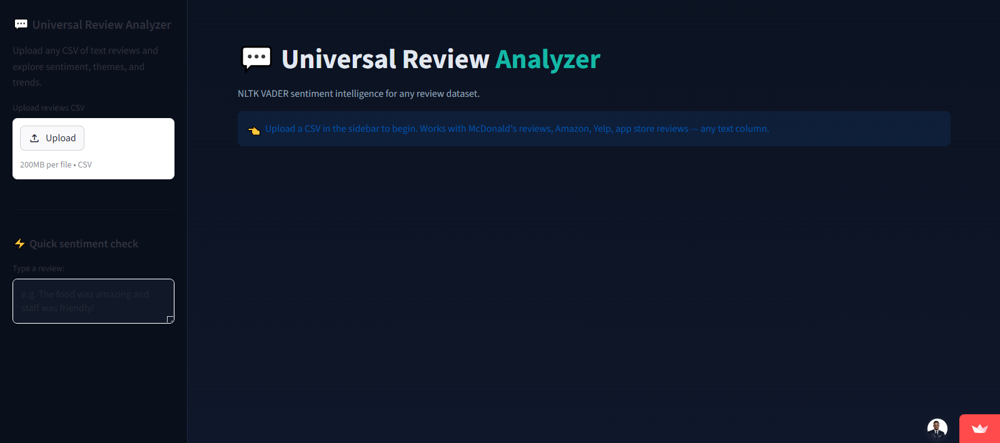 Universal Review Analyzer
Upload any CSV of text reviews and
explore sentiment, themes, and
trends.
Upload reviews CSV
Upload
200MB per file • CSV
Quick sentiment check
Type a review:
e.g. The food was amazing and
staff was friendly!
Universal Review Analyzer
NLTK VADER sentiment intelligence for any review dataset.
Upload a CSV in the sidebar to begin. Works with McDonald's reviews, Amazon, Yelp, app store reviews — any text column.